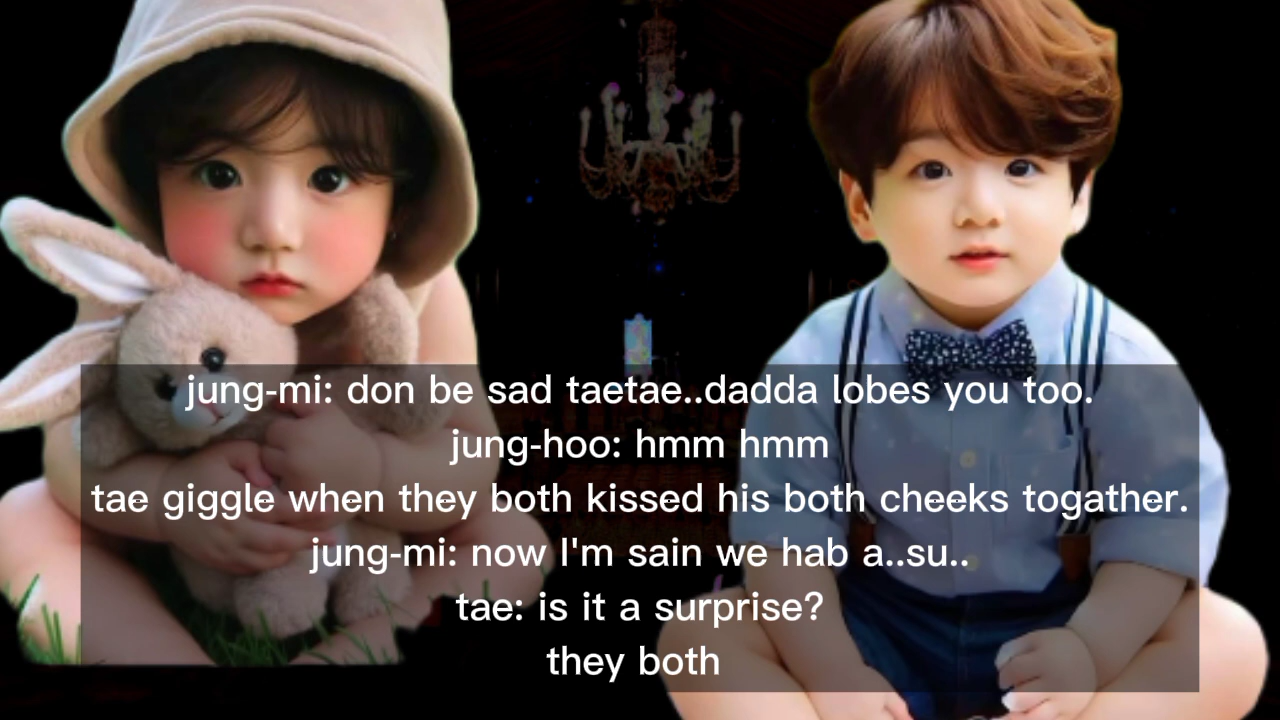 jung-mi: don be sad taetae..dadda lobes you too.
jung-hoo: hmm hmm
tae giggle when they both kissed his both cheeks togather.
jung-mi: now I'm sain we hab a..su..
tae: is it a surprise?
they both